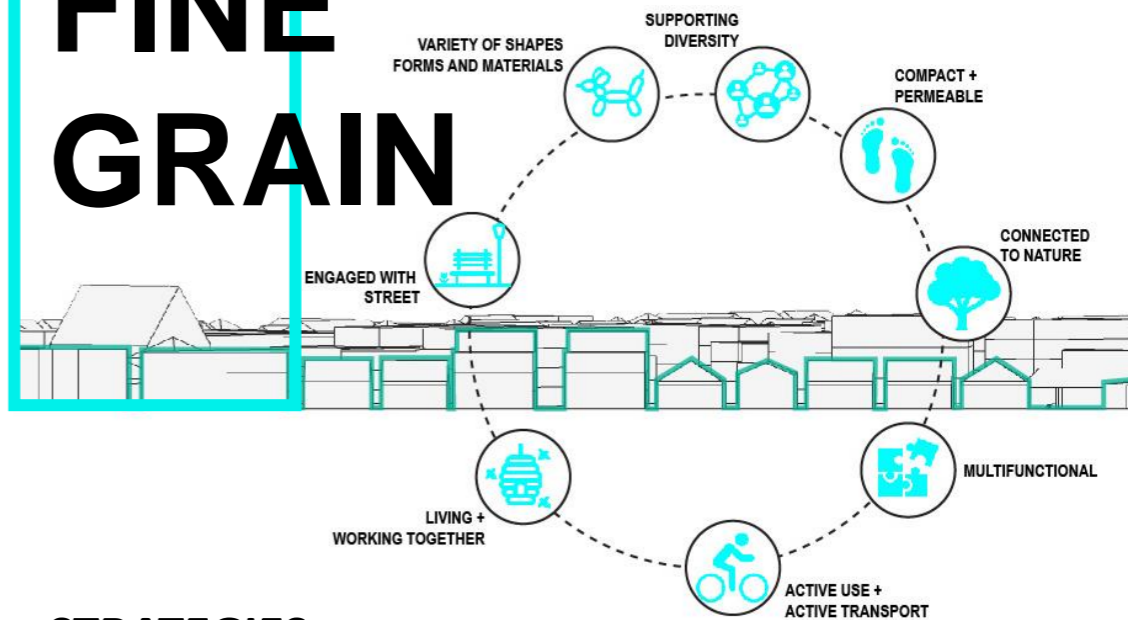 FINE
GRAIN
VARIETY OF SHAPES
FORMS AND MATERIALS
SUPPORTING
DIVERSITY
COMPACT +
PERMEABLE
CONNECTED
TO NATURE
ENGAGED WITH
STREET
MULTIFUNCTIONAL
LIVING +
WORKING TOGETHER
ACTIVE USE +
ACTIVE TRANSPORT
STRATEGIES